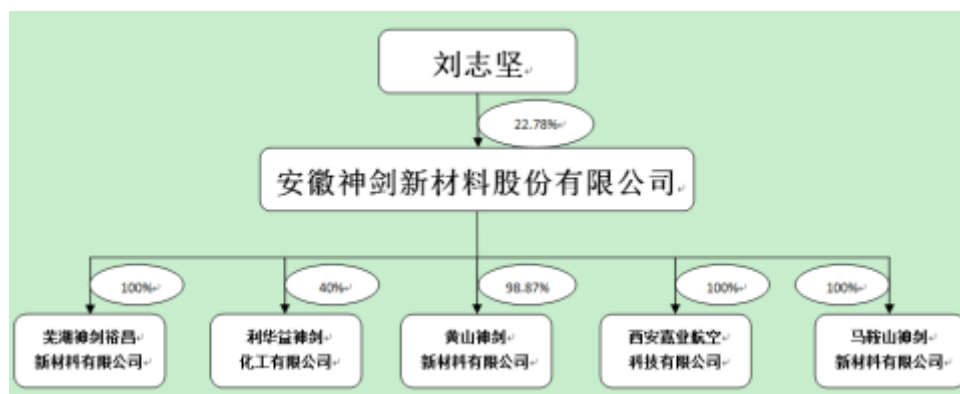 刘志坚
22.78%
安徽神剑新材料股份有限公司
100%
40%
98.87%
100%
100%
芜湖神剑裕昌
新材料有限公司
利华益神剑
化工有限公司
黄山神剑
新材料有限公司
西安嘉业航空
科技有限公司
马鞍山神剑
新材料有限公司